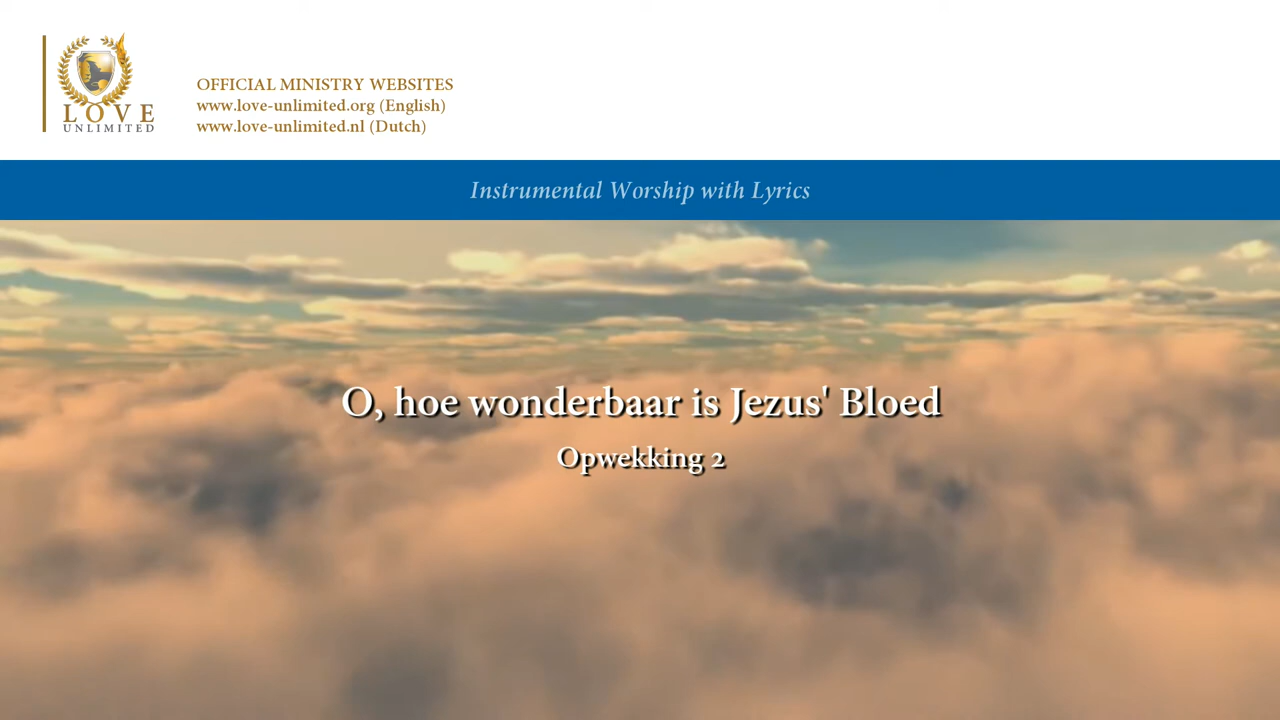 LOVE
UNLIMITED
OFFICIAL MINISTRY WEBSITES
www.love-unlimited.org (English)
www.love-unlimited.nl (Dutch)
Instrumental Worship with Lyrics
O, hoe wonderbaar is Jezus' Bloed
Opwekking 2